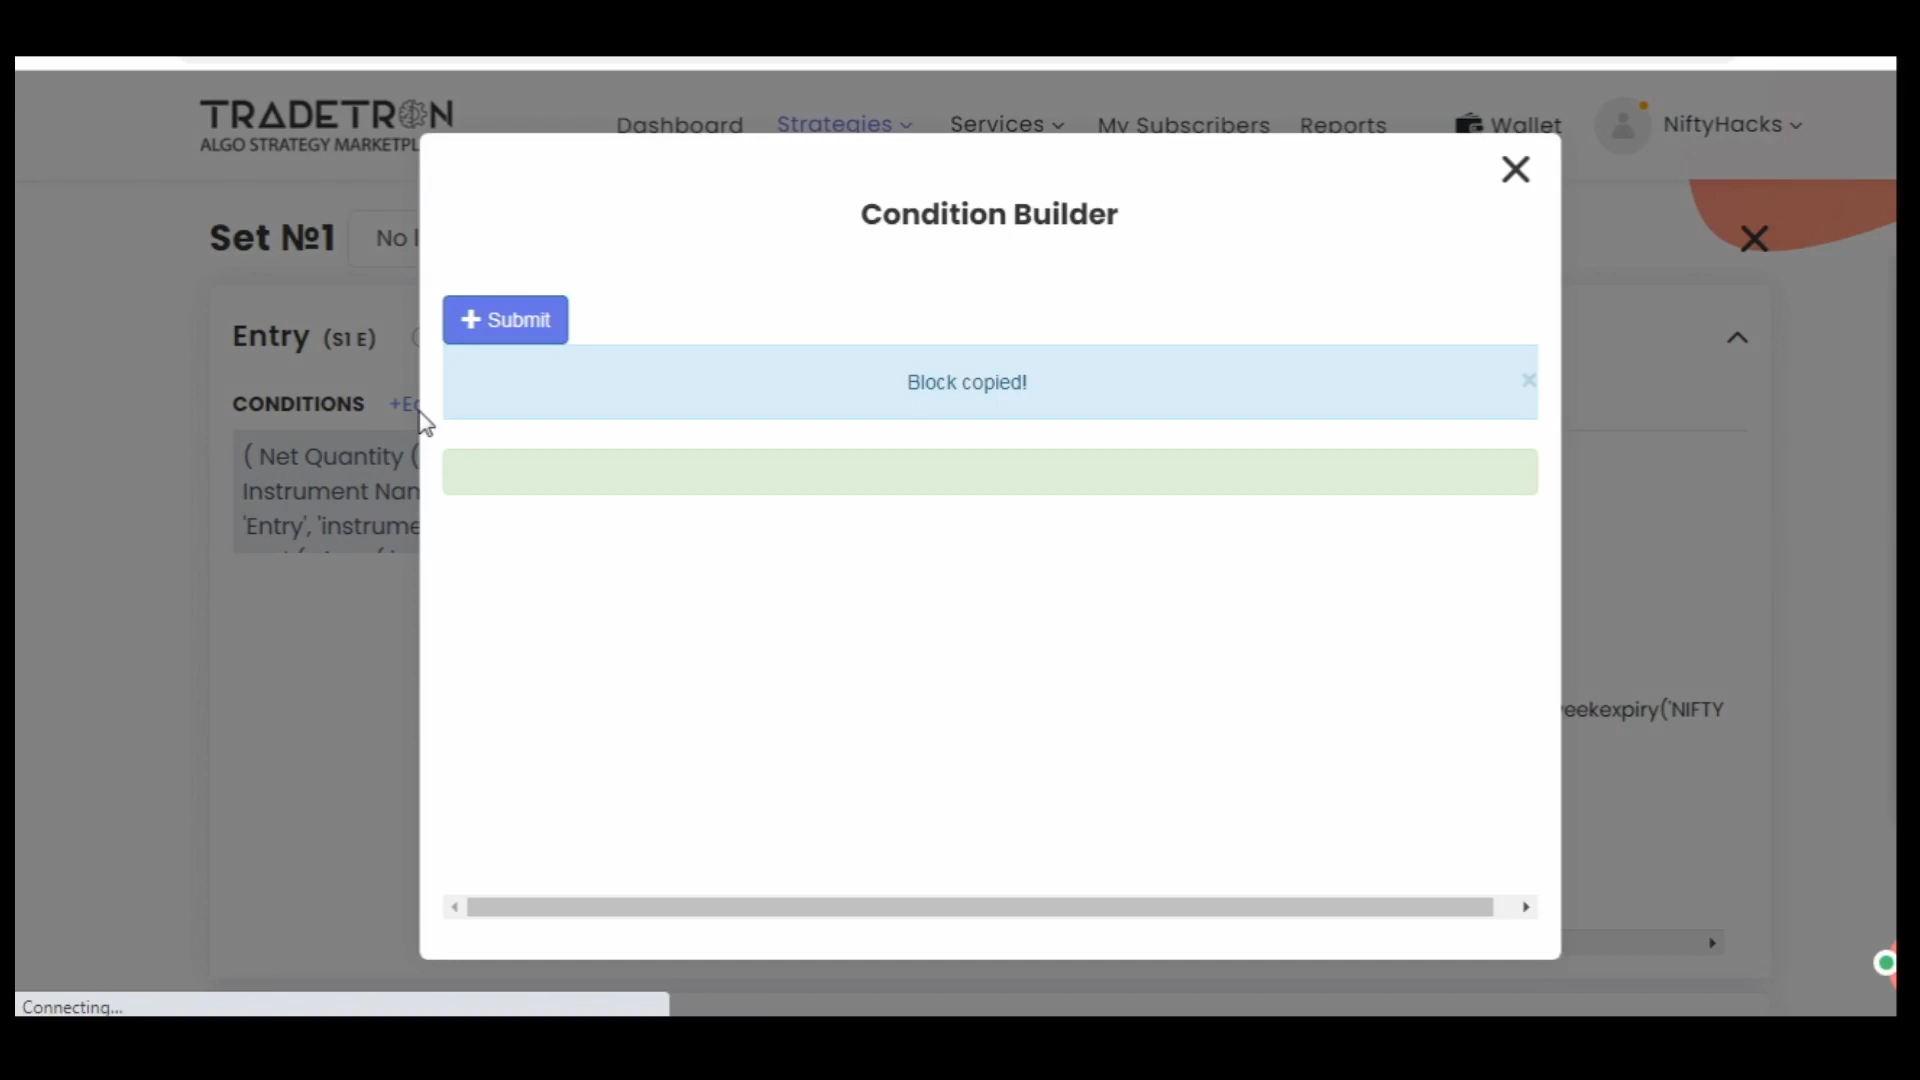 TRADETRON
ALGO STRATEGY MARKETPL
Dashboard
Strategies
Services
My Subscribers
Reports
Wallet
NiftyHacks
Condition Builder
Set №1
No
Submit
Entry (S1 E)
Block copied!
CONDITIONS
( Net Quantity (
Instrument Nan
'Entry', 'instrume
eekexpiry('NIFTY
Connecting...